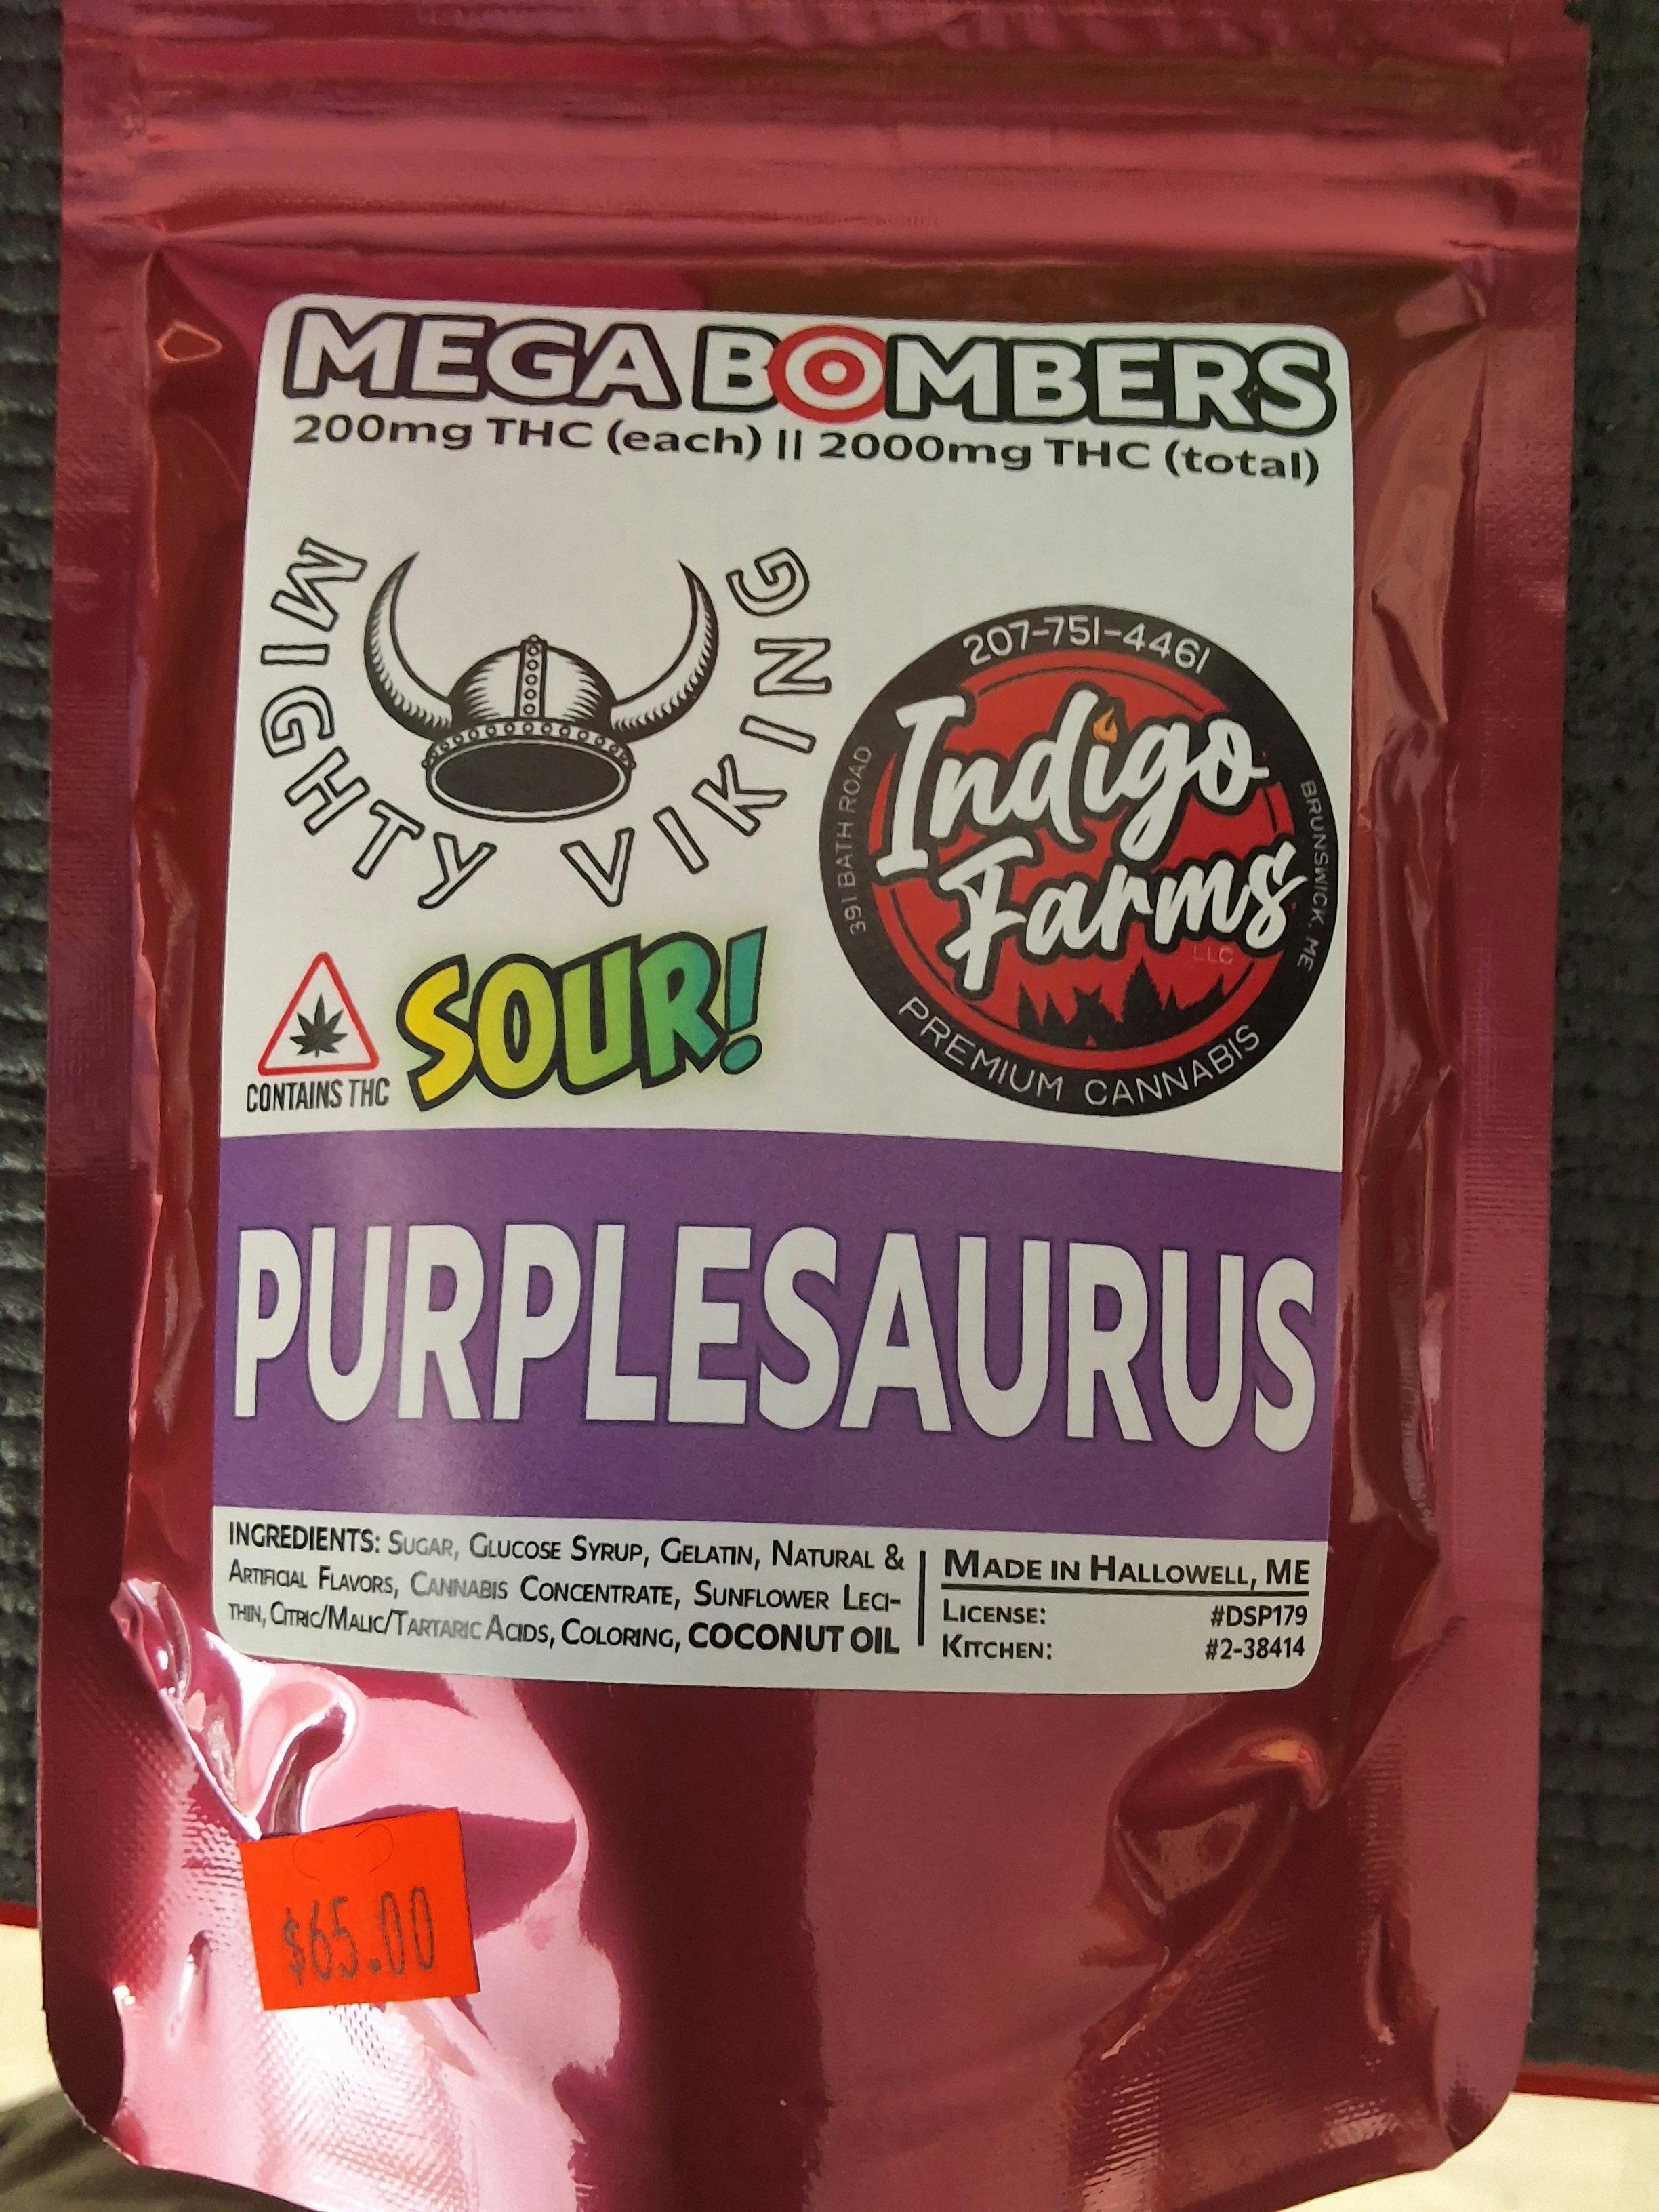 MEGA BOMBERS
200mg THC (each) || 2000mg THC (total)
MIGHTY VIKING
207-751-4461
391 BATH ROAD
BRUNSWICK, ME
Indigo
Farms
LLC
PREMIUM CANNABIS
SOUR!
CONTAINS THC
PURPLESAURUS
INGREDIENTS: SUGAR, GLUCOSE SYRUP, GELATIN, NATURAL &
ARTIFICIAL FLAVORS, CANNABIS CONCENTRATE, SUNFLOWER LECI-
THIN, CITRIC/MALIC/TARTARIC ACIDS, COLORING, COCONUT OIL
MADE IN HALLOWELL, ME
LICENSE: #DSP179
KITCHEN: #2-38414
$65.00